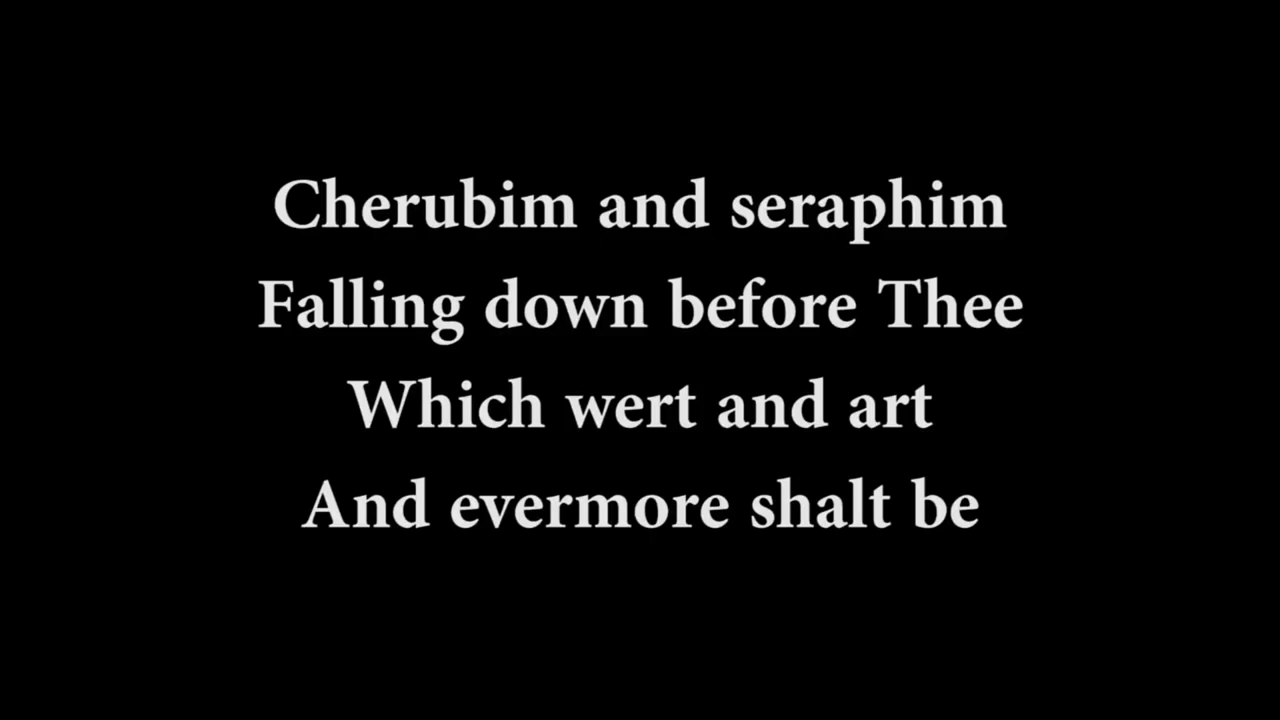 Cherubim and seraphim
Falling down before Thee
Which wert and art
And evermore shalt be